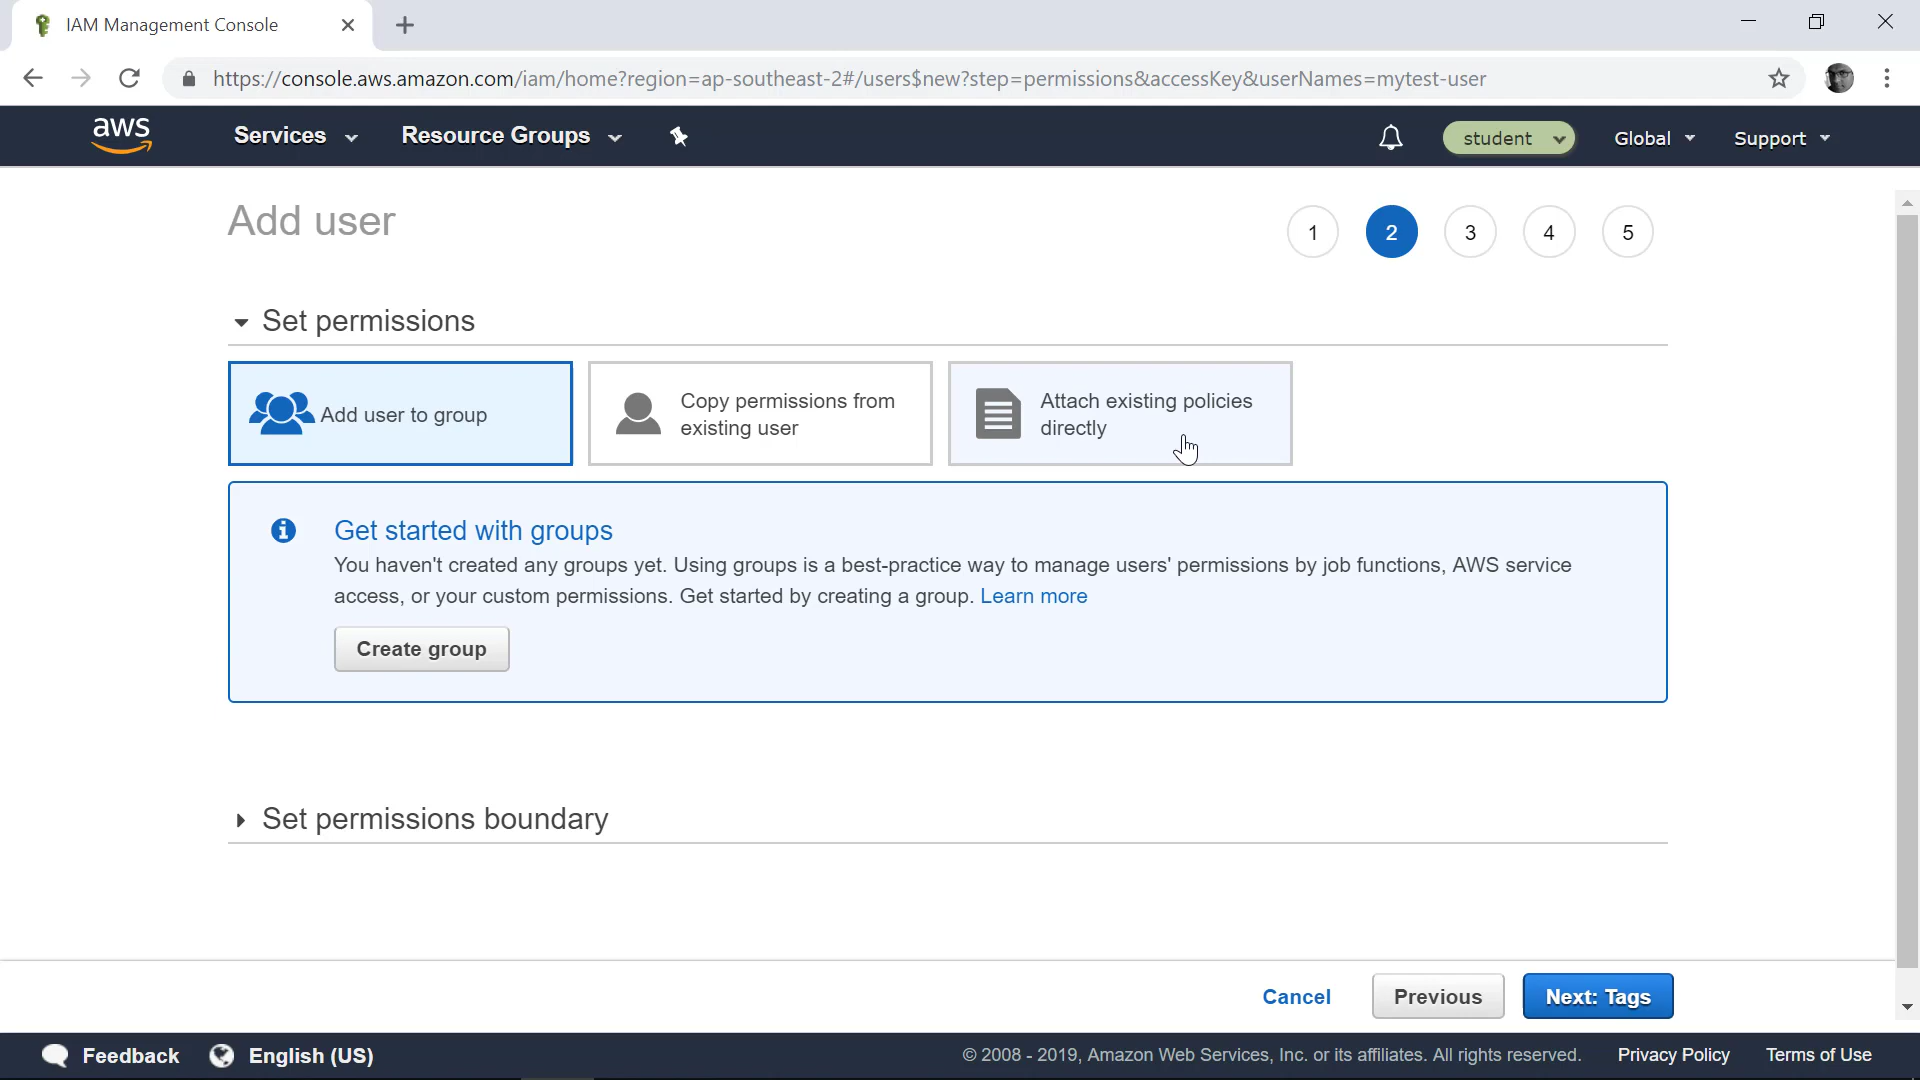 IAM Management Console
https://console.aws.amazon.com/iam/home?region=ap-southeast-2#/users$new?step=permissions&accessKey&userNames=mytest-user
aws
Services
Resource Groups
student
Global
Support
Add user
1
2
3
4
5
Set permissions
Add user to group
Copy permissions from
existing user
Attach existing policies
directly
Get started with groups
You haven't created any groups yet. Using groups is a best-practice way to manage users' permissions by job functions, AWS service
access, or your custom permissions. Get started by creating a group. Learn more
Create group
Set permissions boundary
Cancel
Previous
Next: Tags
Feedback
English (US)
© 2008 - 2019, Amazon Web Services, Inc. or its affiliates. All rights reserved.
Privacy Policy
Terms of Use